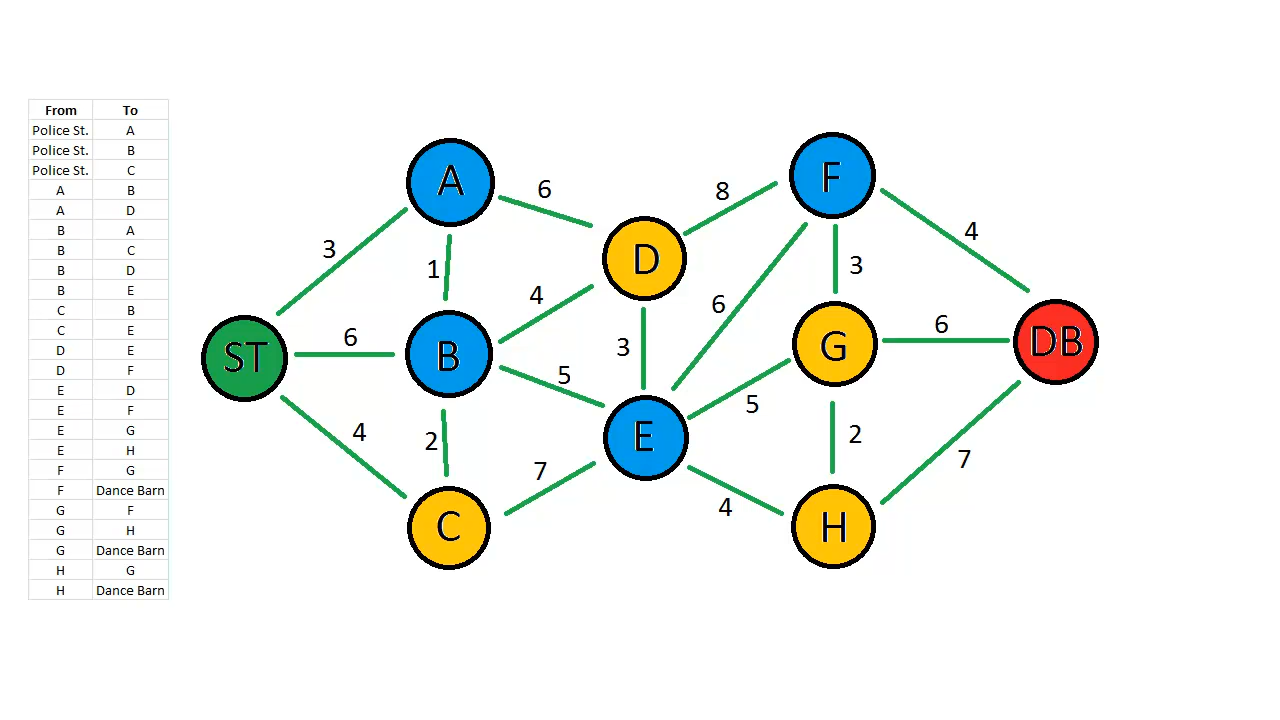 From To
Police St. A
Police St. B
Police St. C
A B
A D
B A
B C
B D
B E
C B
C E
D E
D F
E D
E F
E G
E H
F G
F Dance Barn
G F
G H
G Dance Barn
H G
H Dance Barn
A
F
6
8
D
3
4
1
3
4
6
6
6
ST
B
3
G
DB
5
5
4
2
E
2
7
7
4
C
H